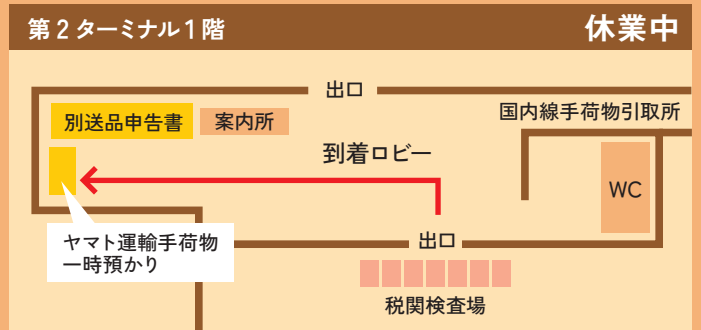 第2ターミナル1階
休業中
出口
別送品申告書
案内所
国内線手荷物引取所
到着ロビー
WC
ヤマト運輸手荷物
一時預かり
出口
税関検査場